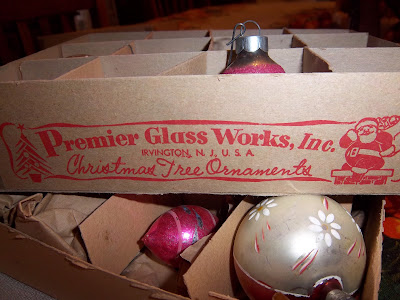 Premier Glass Works, Inc.
IRVINGTON, N. J., U. S. A.
Christmas Tree Ornaments